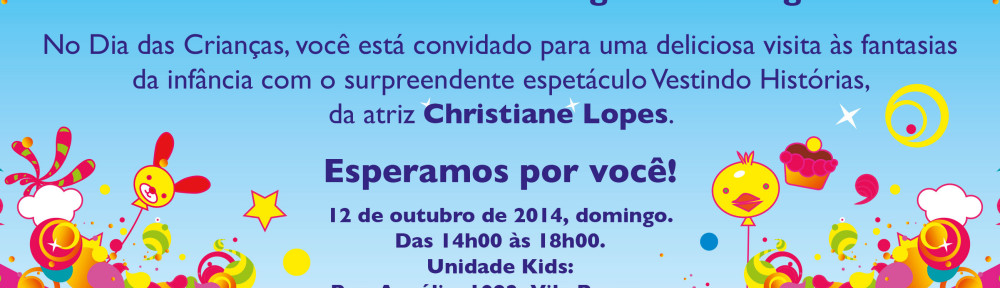 No Dia das Crianças, você está convidado para uma deliciosa visita às fantasias
da infância com o surpreendente espetáculo Vestindo Histórias,
da atriz Christiane Lopes.
Esperamos por você!
12 de outubro de 2014, domingo.
Das 14h00 às 18h00.
Unidade Kids: